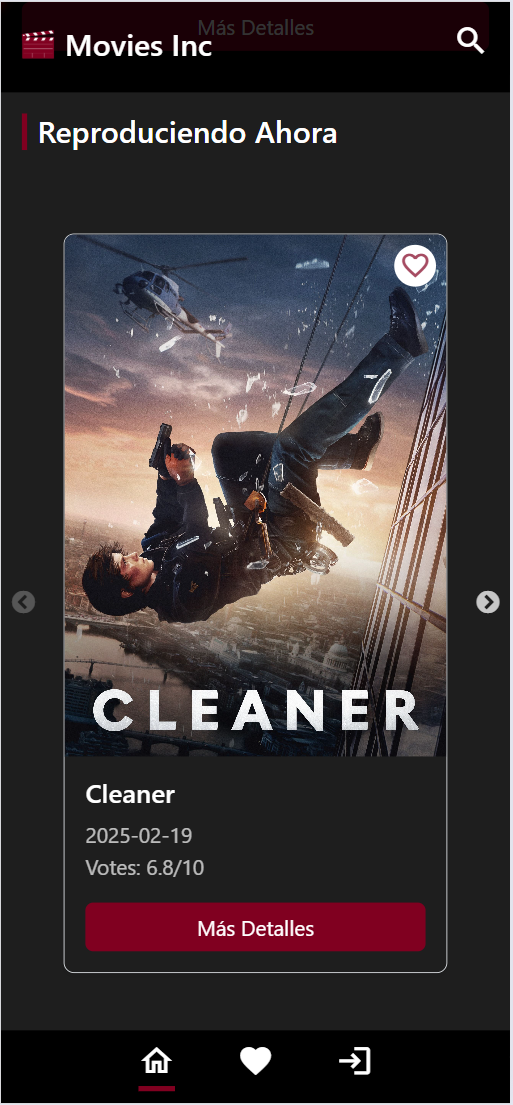 Más Detalles
Movies Inc
Reproduciendo Ahora
CLEANER
Cleaner
2025-02-19
Votes: 6.8/10
Más Detalles